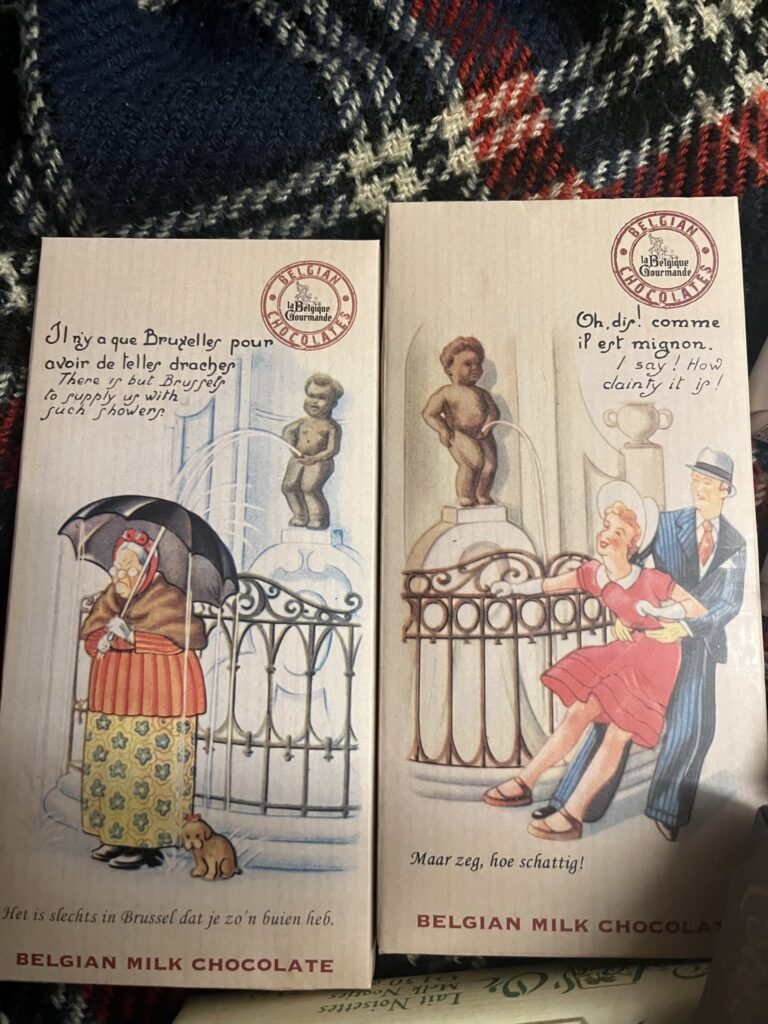 BELGIAN
la Belgique
Gourmande
CHOCOLATES
Il n'y a que Bruxelles pour
avoir de telles draches
There is but Brussels
to supply us with
such showers.
Het is slechts in Brussel dat je zo'n buien heb.
BELGIAN MILK CHOCOLATE
BELGIAN
la Belgique
Gourmande
CHOCOLATES
Oh, dis! comme
il est mignon.
I say! How
dainty it is!
Maar zeg, hoe schattig!
BELGIAN MILK CHOCOLAT
Lait Noisettes